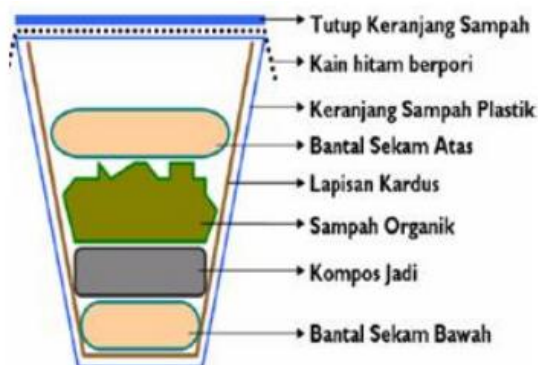 Tutup Keranjang Sampah
Kain hitam berpori
Keranjang Sampah Plastik
Bantal Sekam Atas
Lapisan Kardus
Sampah Organik
Kompos Jadi
Bantal Sekam Bawah